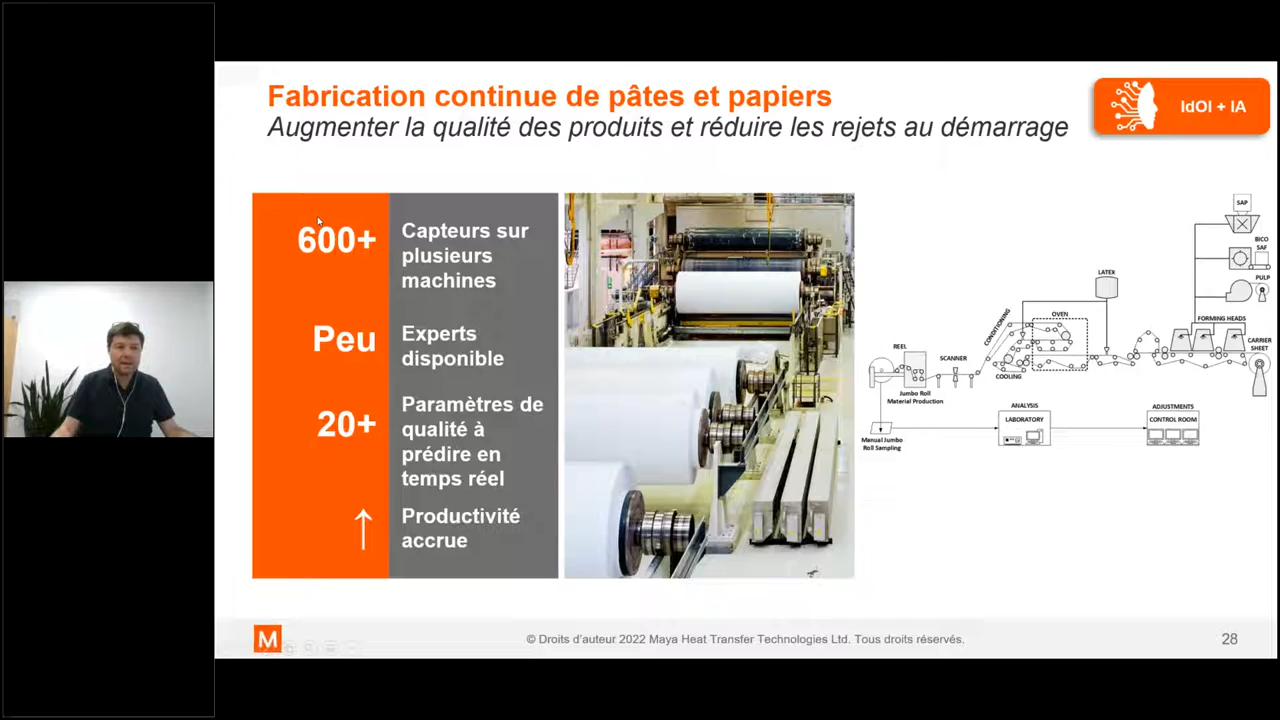 Fabrication continue de pâtes et papiers
Augmenter la qualité des produits et réduire les rejets au démarrage
IdOI + IA
600+
Capteurs sur
plusieurs
machines
Peu
Experts
disponible
20+
Paramètres de
qualité à
prédire en
temps réel
↑
Productivité
accrue
SAP
BICO
SAF
PULP
LATEX
FORMING HEADS
CARRIER
SHEET
OVEN
CONDITIONING
COOLING
SCANNER
REEL
Jumbo Roll
Material Production
Manual Jumbo
Roll Sampling
ANALYSIS
LABORATORY
ADJUSTMENTS
CONTROL ROOM
M
© Droits d'auteur 2022 Maya Heat Transfer Technologies Ltd. Tous droits réservés.
28